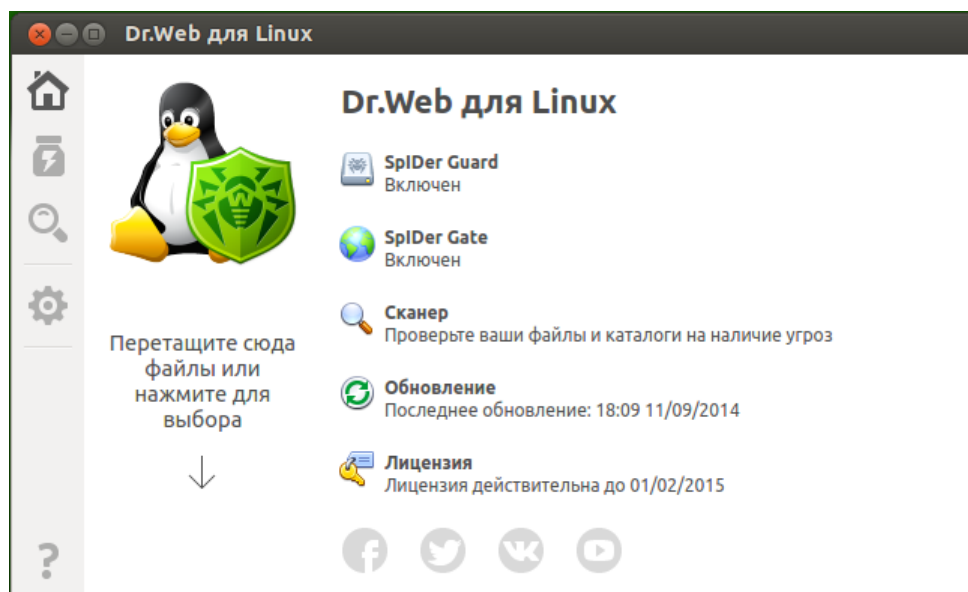 Dr.Web для Linux
Dr.Web для Linux
SpIDer Guard
Включен
SpIDer Gate
Включен
Сканер
Проверьте ваши файлы и каталоги на наличие угроз
Обновление
Последнее обновление: 18:09 11/09/2014
Лицензия
Лицензия действительна до 01/02/2015
Перетащите сюда
файлы или
нажмите для
выбора